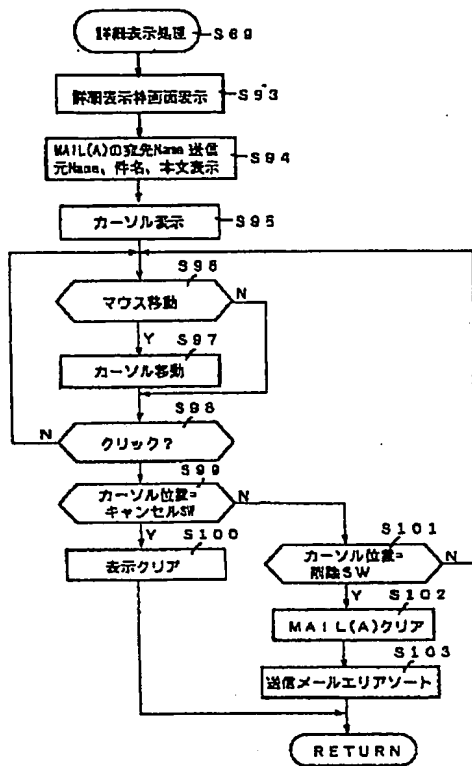 詳細表示処理
S69
詳細表示枠画面表示
S93
MAIL(A)の宛先Name 送信
元Name、件名、本文表示
S94
カーソル表示
S95
S96
マウス移動
N
Y
S97
カーソル移動
S98
クリック?
N
S99
カーソル位置=
キャンセルSW
N
Y
S100
表示クリア
S101
カーソル位置=
削除SW
N
Y
S102
MAIL(A)クリア
S103
送信メールエリアソート
RETURN